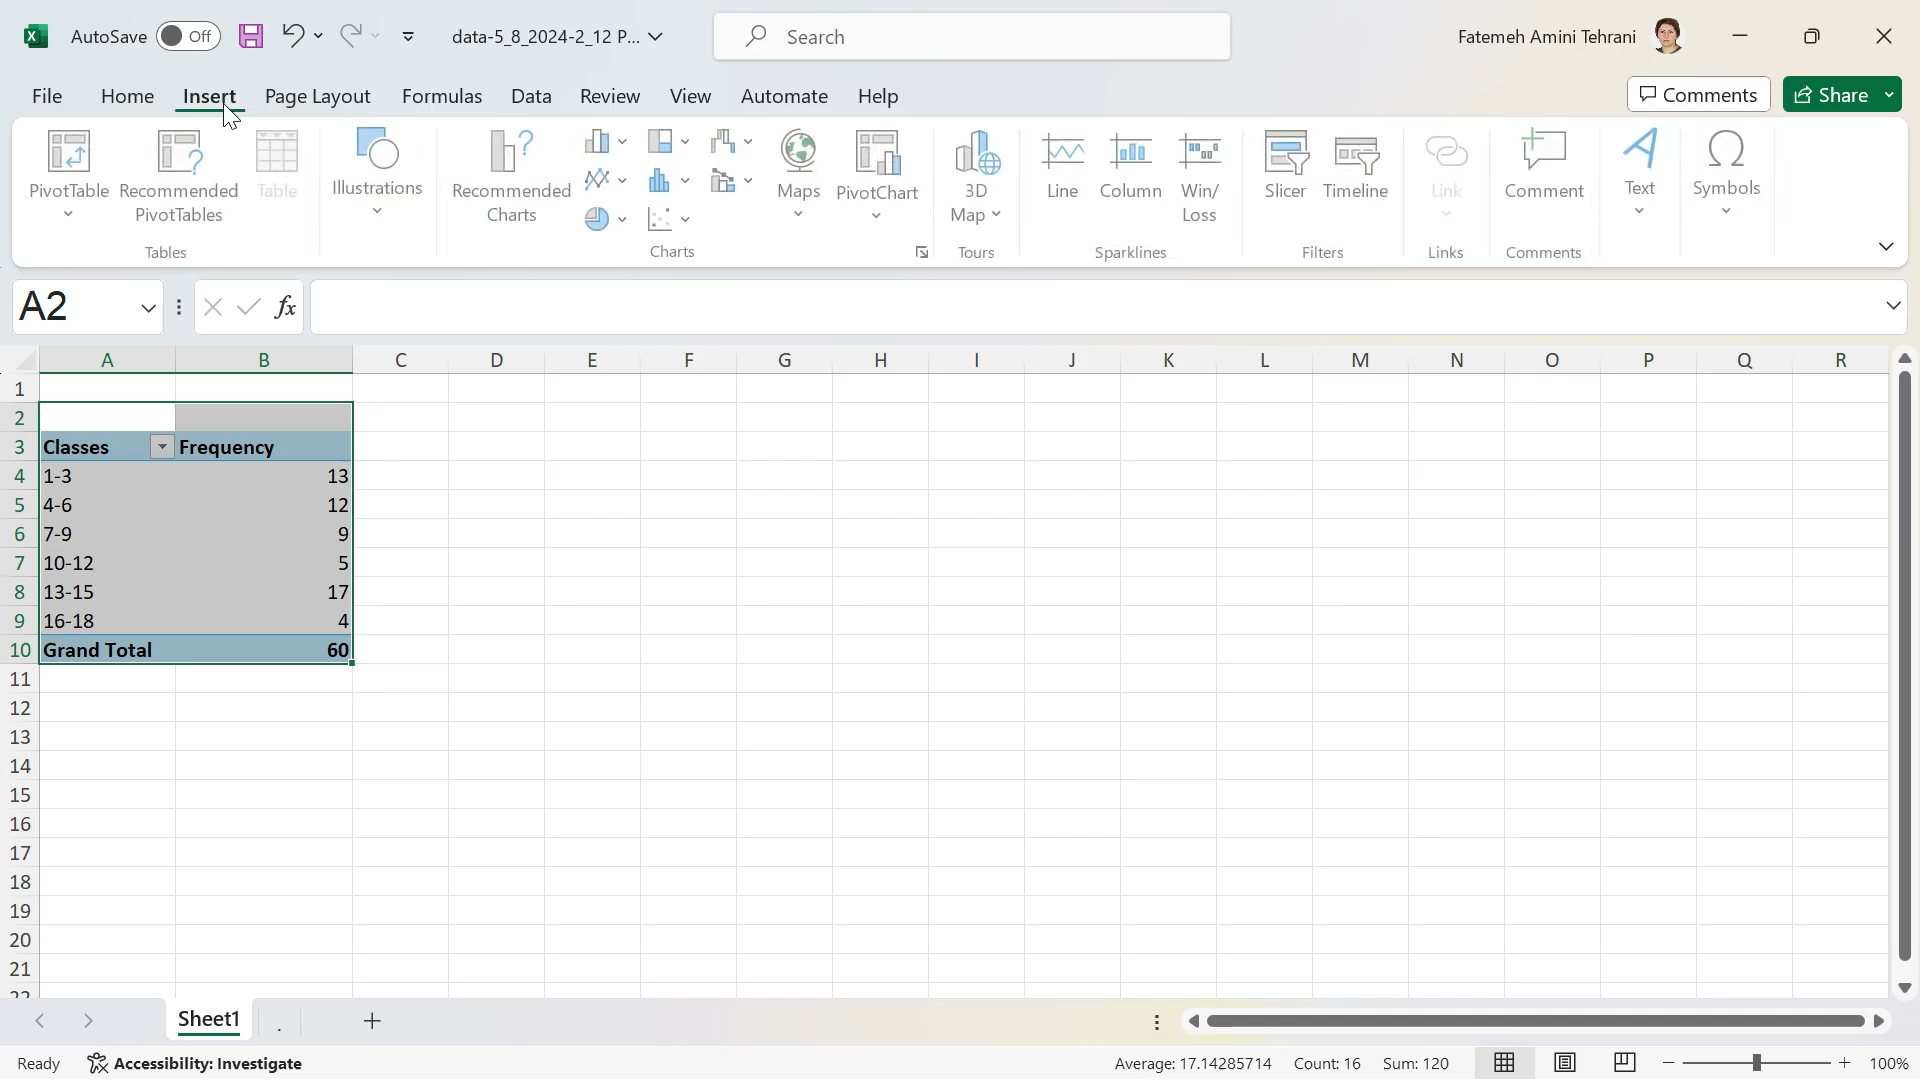 AutoSave Off data-5_8_2024-2_12 P... Search Fatemeh Amini Tehrani
File Home Insert Page Layout Formulas Data Review View Automate Help Comments Share
PivotTable Recommended PivotTables Table Illustrations Recommended Charts Maps PivotChart 3D Map Line Column Win/Loss Slicer Timeline Link Comment Text Symbols
Tables Charts Tours Sparklines Filters Links Comments
A2 fx
A B C D E F G H I J K L M N O P Q R
1
2
3 Classes Frequency
4 1-3 13
5 4-6 12
6 7-9 9
7 10-12 5
8 13-15 17
9 16-18 4
10 Grand Total 60
11
12
13
14
15
16
17
18
19
20
21
22
Sheet1 .
Ready Accessibility: Investigate Average: 17.14285714 Count: 16 Sum: 120 100%